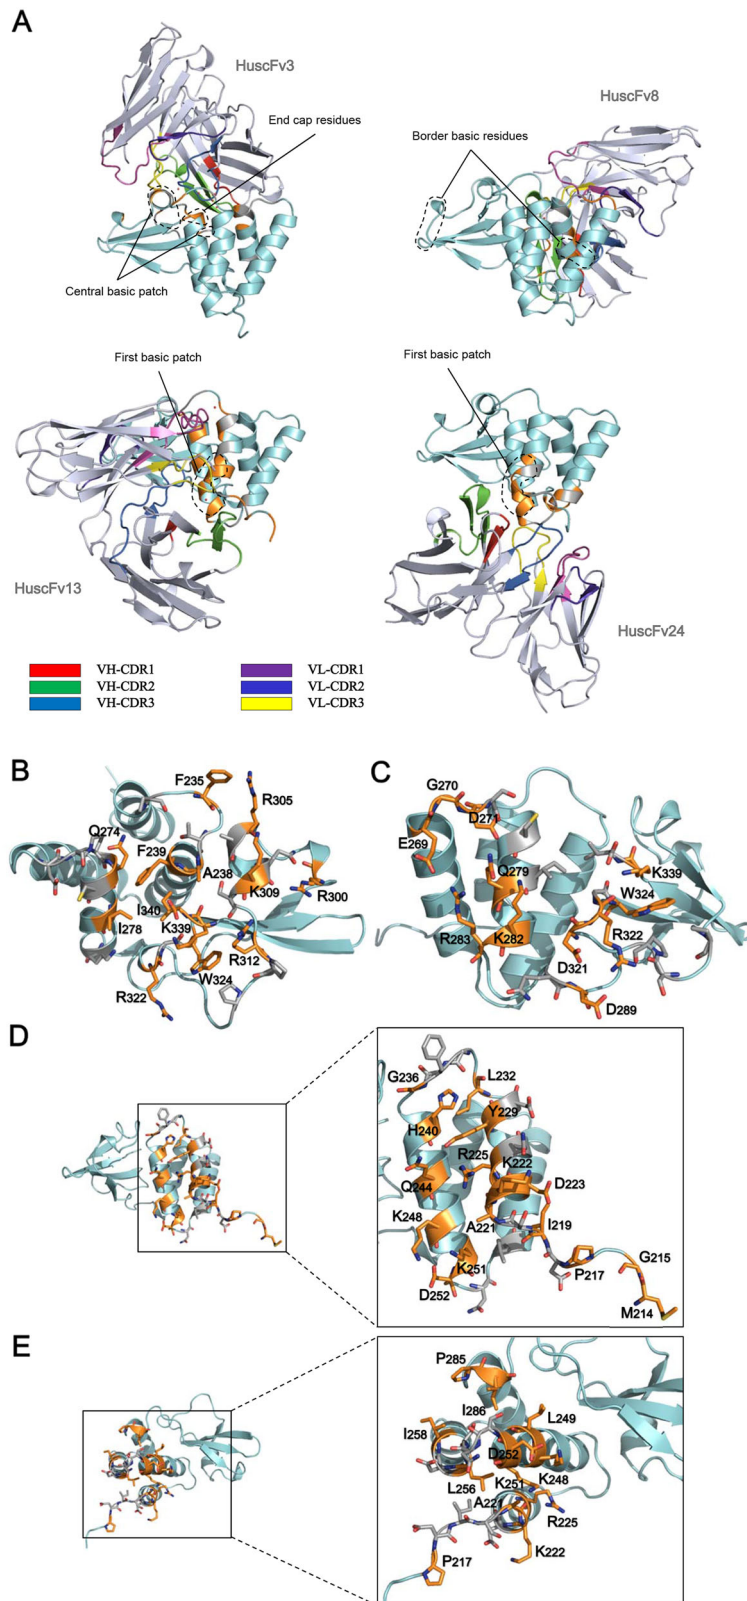 A
HuscFv3
HuscFv8
End cap residues
Border basic residues
Central basic patch
First basic patch
First basic patch
HuscFv13
HuscFv24
VH-CDR1
VL-CDR1
VH-CDR2
VL-CDR2
VH-CDR3
VL-CDR3
B
F235
R305
Q274
F239
A238
K309
R300
I340
I278
K339
R312
W324
R322
C
G270
D271
E269
Q279
K339
W324
R283
K282
R322
D321
D289
D
G236
L232
Y229
H240
R225
K222
Q244
D223
A221
I219
K248
K251
G215
P217
D252
M214
E
P285
I286
L249
I258
D252
K251
K248
L256
A221
R225
K222
P217